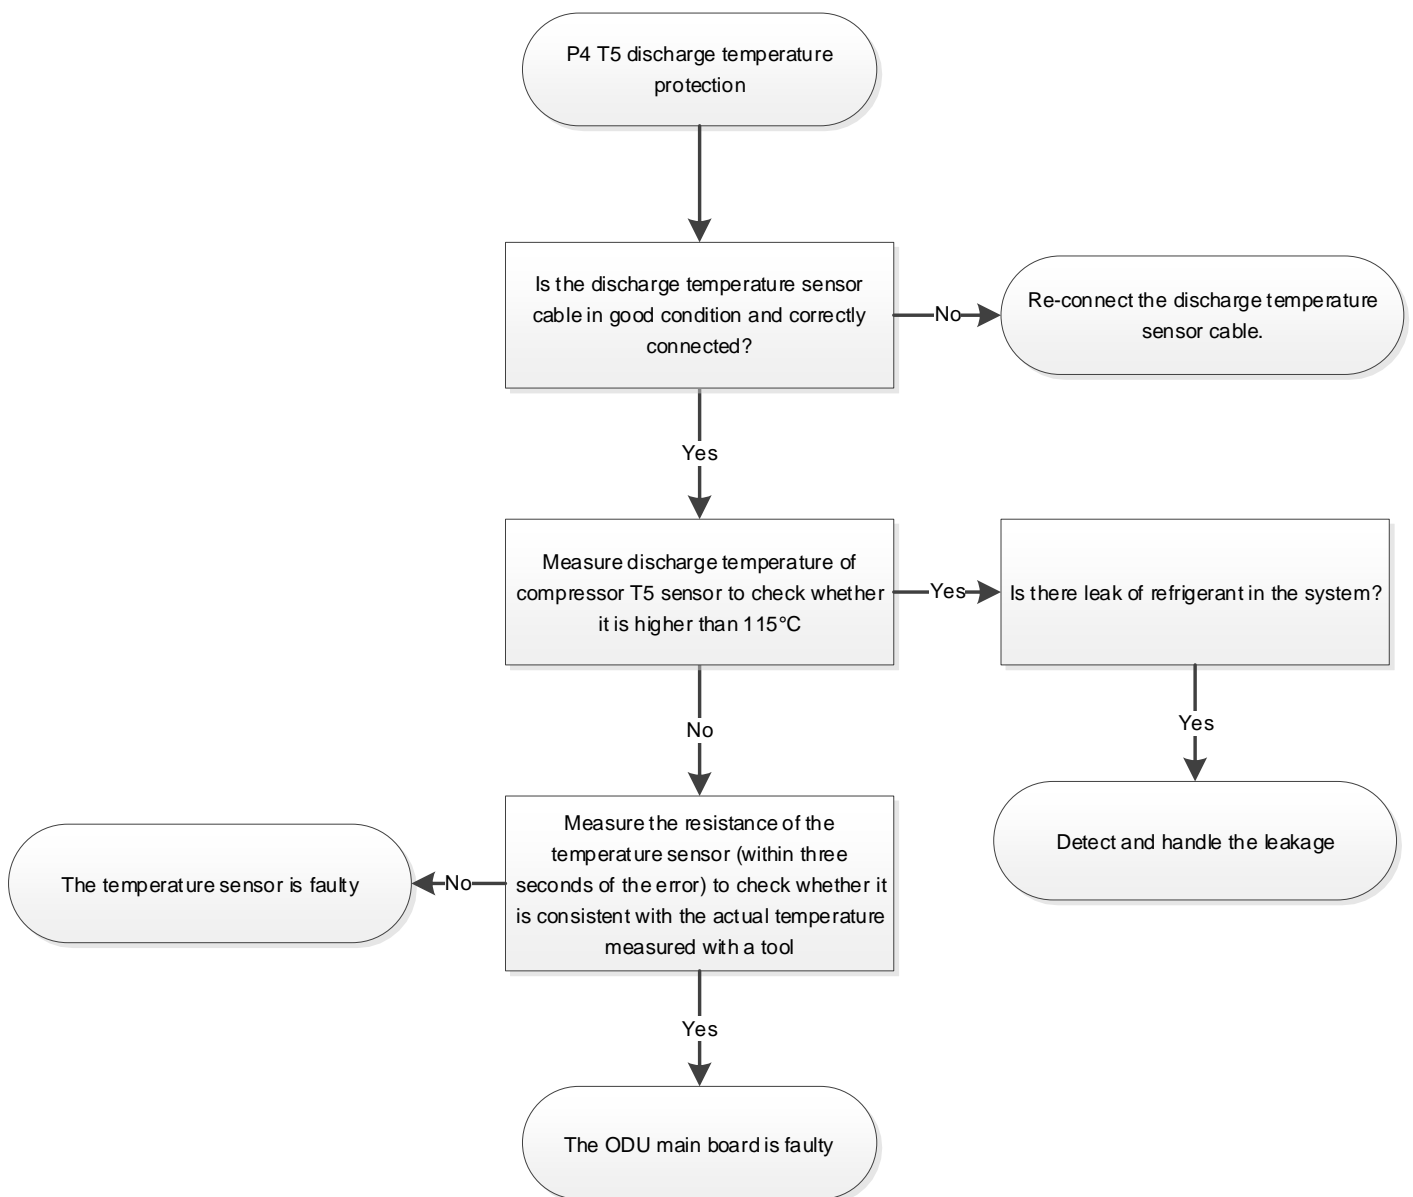 P4 T5 discharge temperature
protection
Is the discharge temperature sensor
cable in good condition and correctly
connected?
No
Re-connect the discharge temperature
sensor cable.
Yes
Measure discharge temperature of
compressor T5 sensor to check whether
it is higher than 115°C
Yes
Is there leak of refrigerant in the system?
No
Yes
Detect and handle the leakage
Measure the resistance of the
temperature sensor (within three
seconds of the error) to check whether it
is consistent with the actual temperature
measured with a tool
No
The temperature sensor is faulty
Yes
The ODU main board is faulty